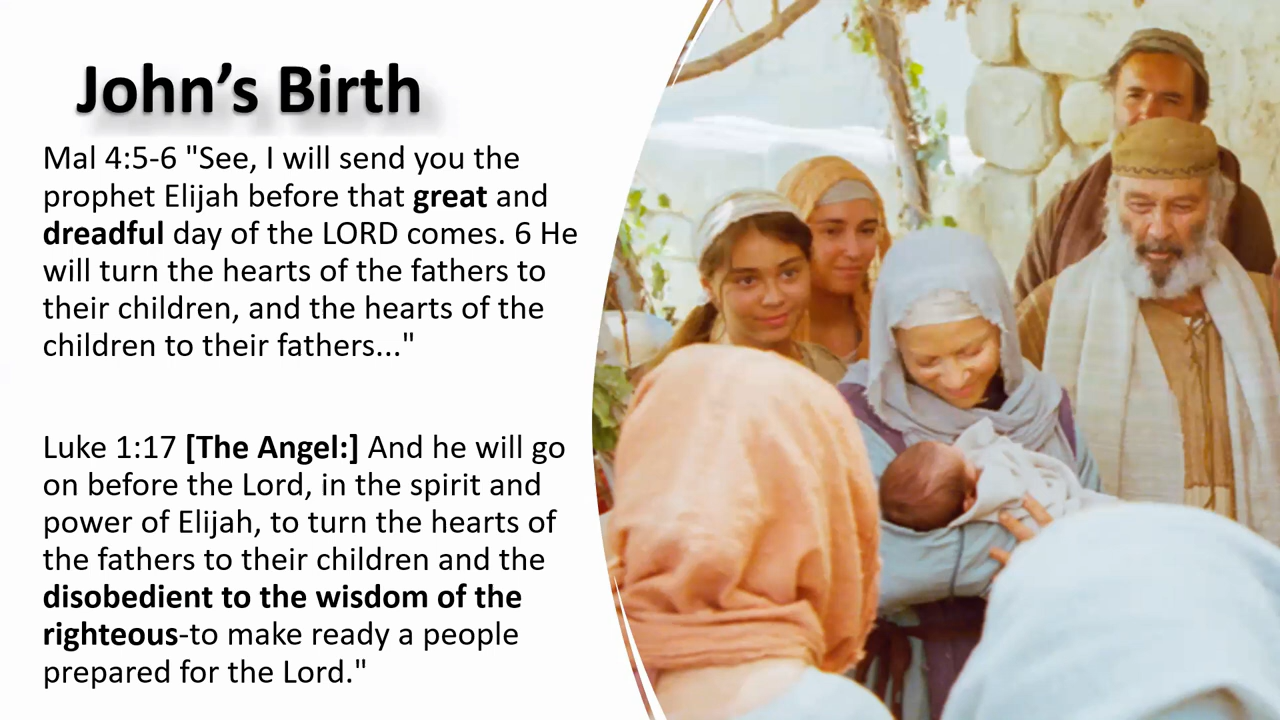 John’s Birth
Mal 4:5-6 "See, I will send you the
prophet Elijah before that great and
dreadful day of the LORD comes. 6 He
will turn the hearts of the fathers to
their children, and the hearts of the
children to their fathers..."
Luke 1:17 [The Angel:] And he will go
on before the Lord, in the spirit and
power of Elijah, to turn the hearts of
the fathers to their children and the
disobedient to the wisdom of the
righteous-to make ready a people
prepared for the Lord."